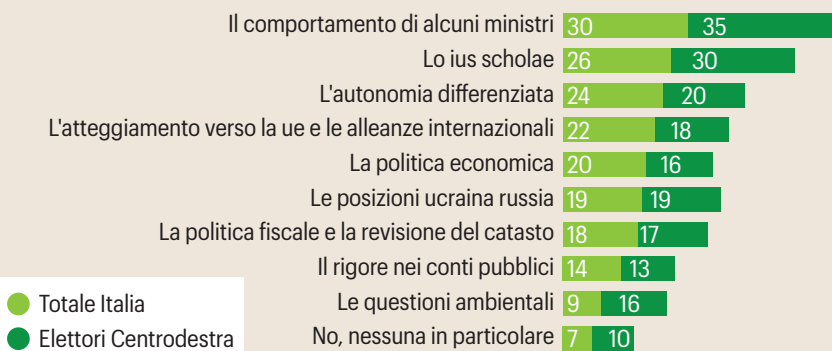 Il comportamento di alcuni ministri 30 35
Lo ius scholae 26 30
L'autonomia differenziata 24 20
L'atteggiamento verso la ue e le alleanze internazionali 22 18
La politica economica 20 16
Le posizioni ucraina russia 19 19
La politica fiscale e la revisione del catasto 18 17
Il rigore nei conti pubblici 14 13
Le questioni ambientali 9 16
No, nessuna in particolare 7 10
Totale Italia
Elettori Centrodestra